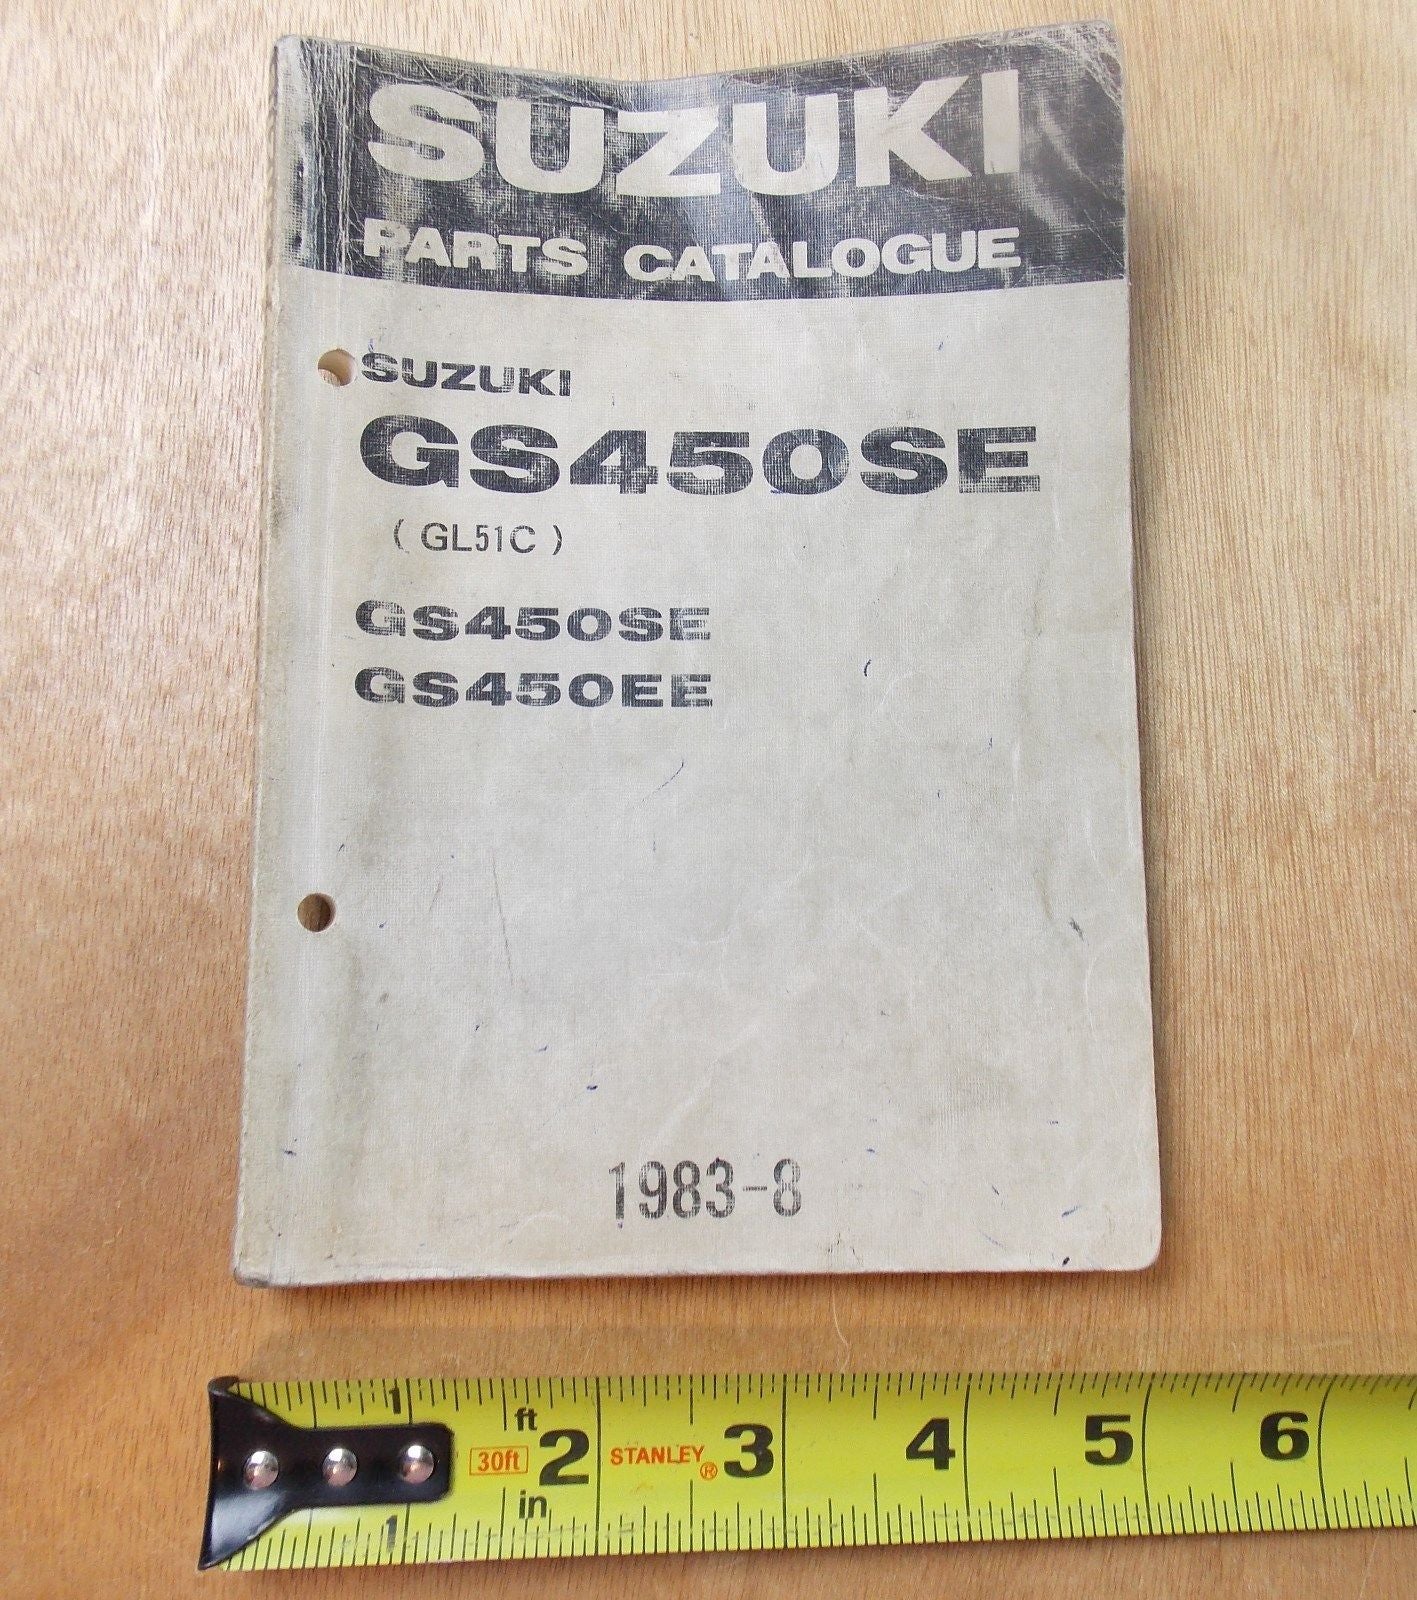 SUZUKI
PARTS CATALOGUE
SUZUKI
GS450SE
( GL51C )
GS450SE
GS450EE
1983-8
1 ft 30ft 2 STANLEY® 3 4 5 6
1 in